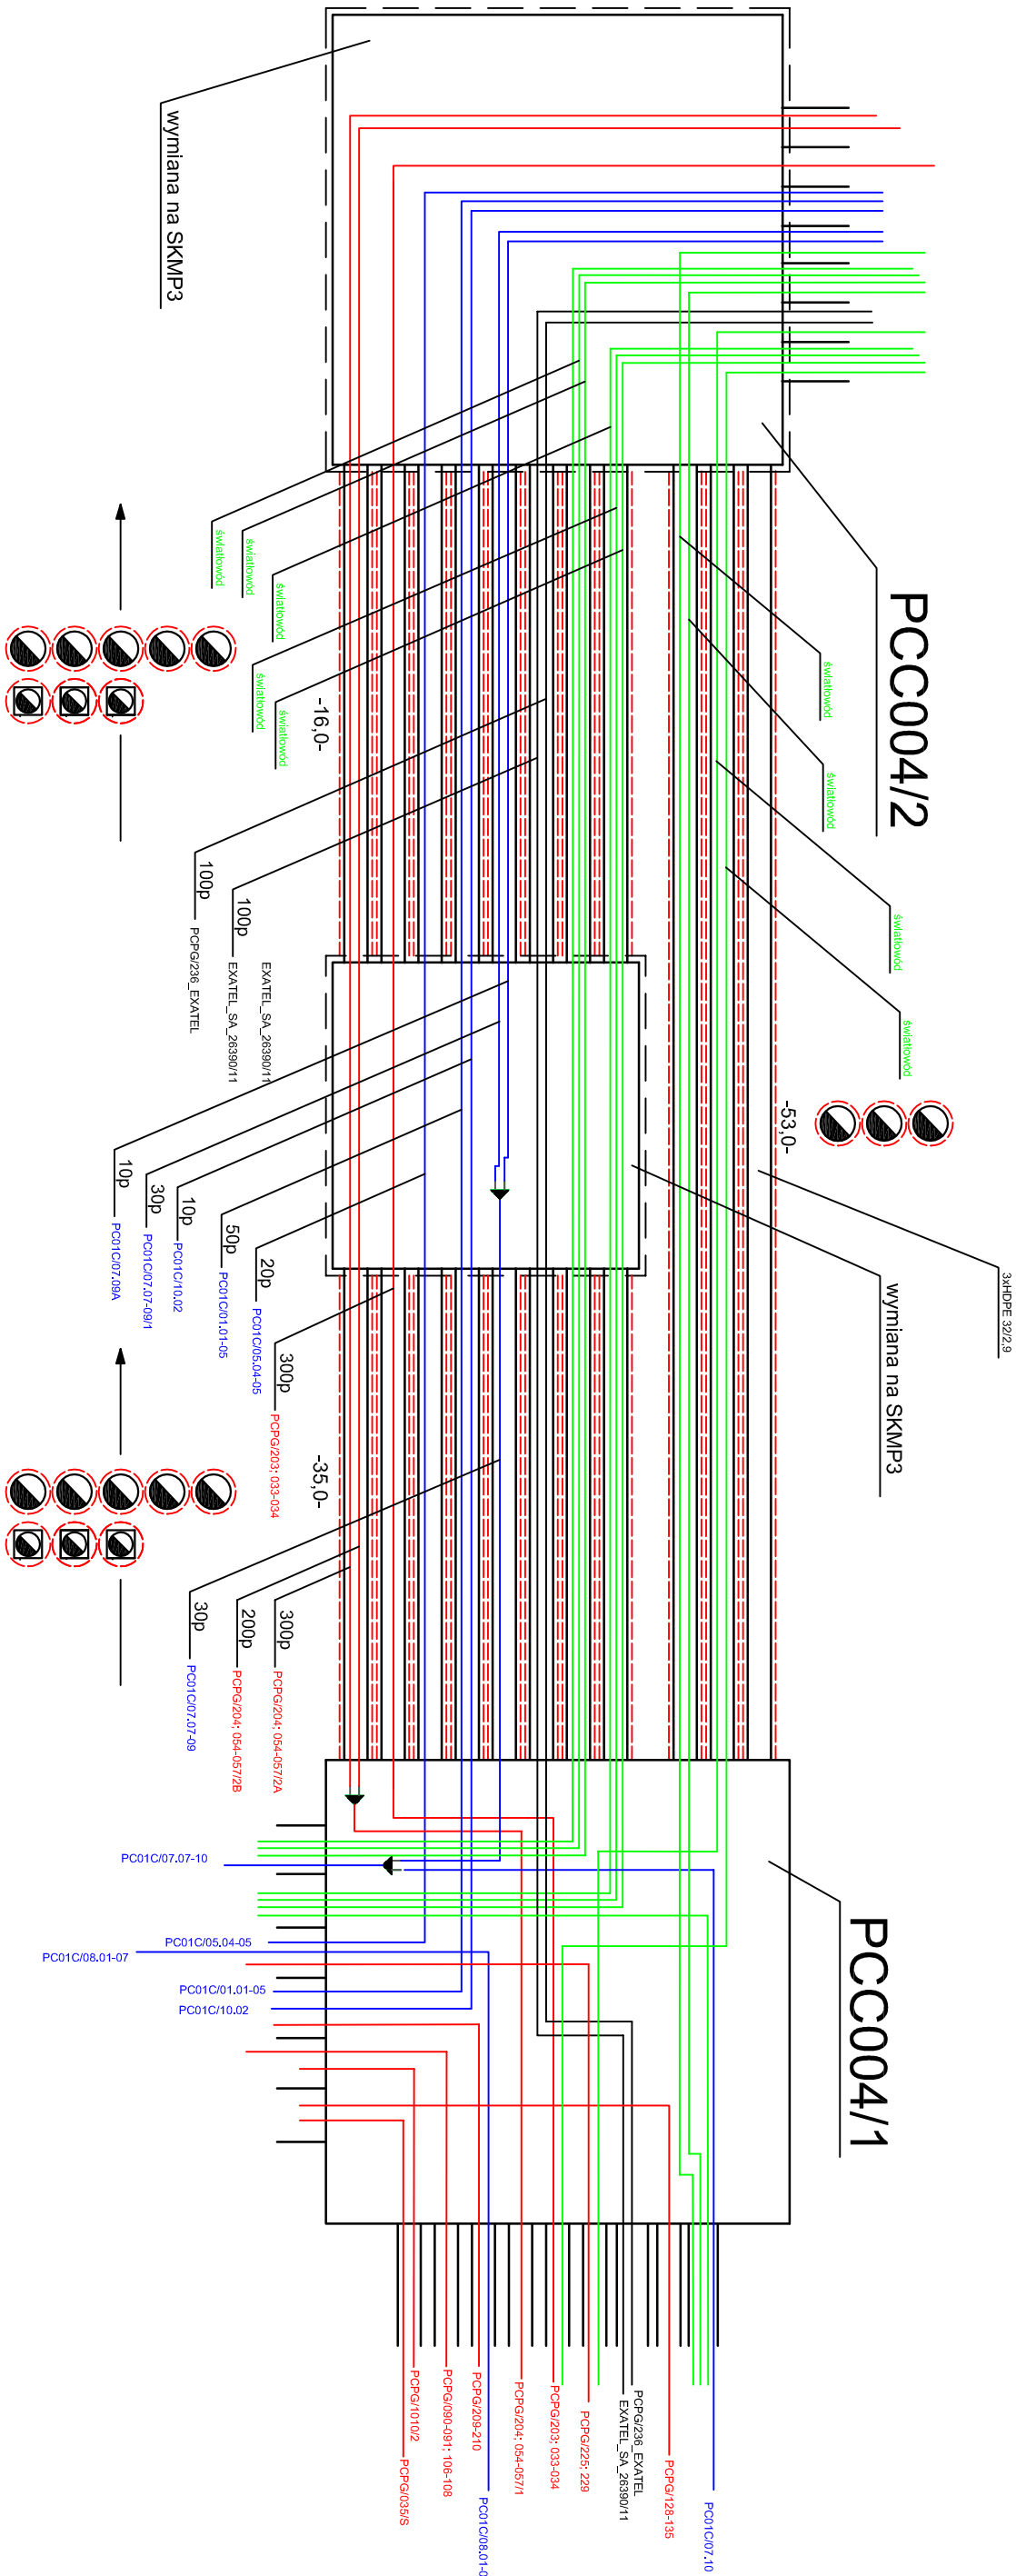 wymiana na SKMP3
PCC004/2
światłowód
światłowód
światłowód
światłowód
światłowód
światłowód
światłowód
światłowód
światłowód
-16,0-
100p PCPG/236_EXATEL
100p EXATEL_SA_26390/11
EXATEL_SA_26390/11
-53,0-
3xHDPE 32/2,9
wymiana na SKMP3
10p PC01C/07.09A
30p PC01C/07.07-09/1
10p PC01C/10.02
50p PC01C/01.01-05
20p PC01C/05.04-05
300p PCPG/203; 033-034
-35,0-
30p PC01C/07.07-09
200p PCPG/204; 054-057/2B
300p PCPG/204; 054-057/2A
PCC004/1
PC01C/07.07-10
PC01C/05.04-05
PC01C/08.01-07
PC01C/01.01-05
PC01C/10.02
PCPG/035/S
PCPG/1010/2
PCPG/090-091; 106-108
PCPG/209-210
PC01C/08.01-0
PCPG/204; 054-057/1
PCPG/203; 033-034
PCPG/225; 229
EXATEL_SA_26390/11
PCPG/236_EXATEL
PCPG/128-135
PC01C/07.10